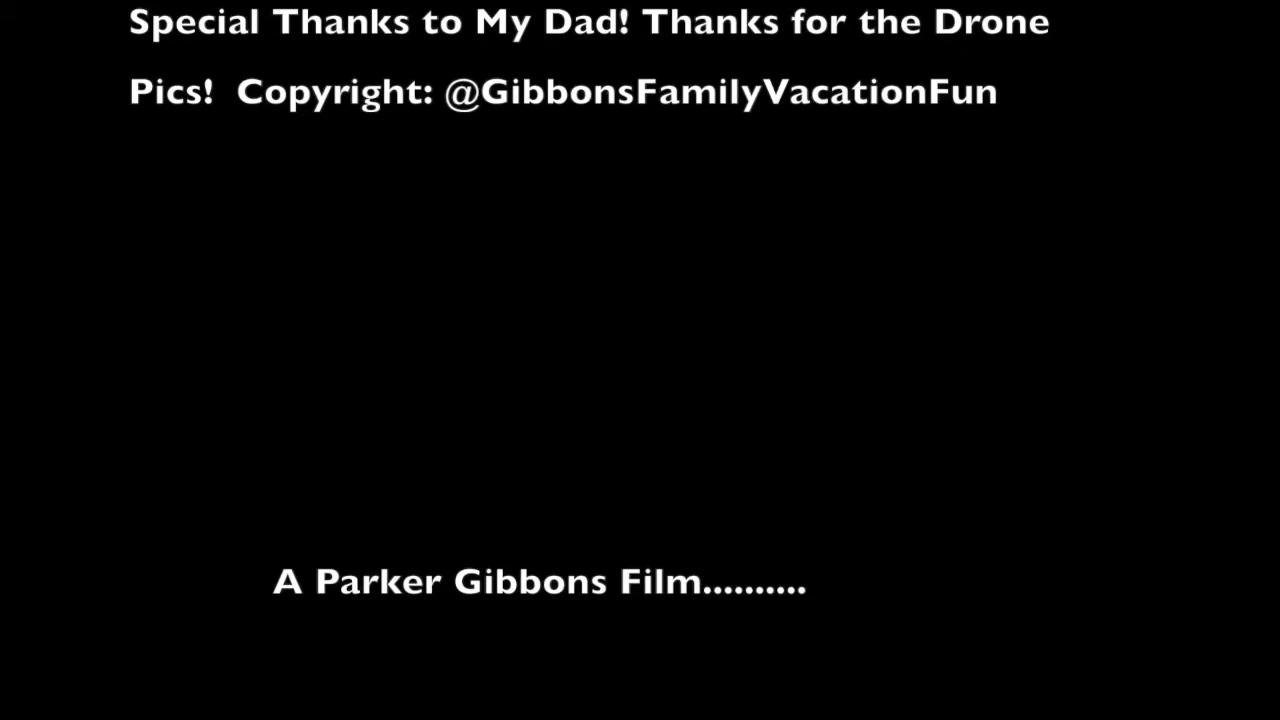 Special Thanks to My Dad! Thanks for the Drone
Pics!  Copyright: @GibbonsFamilyVacationFun
A Parker Gibbons Film..........